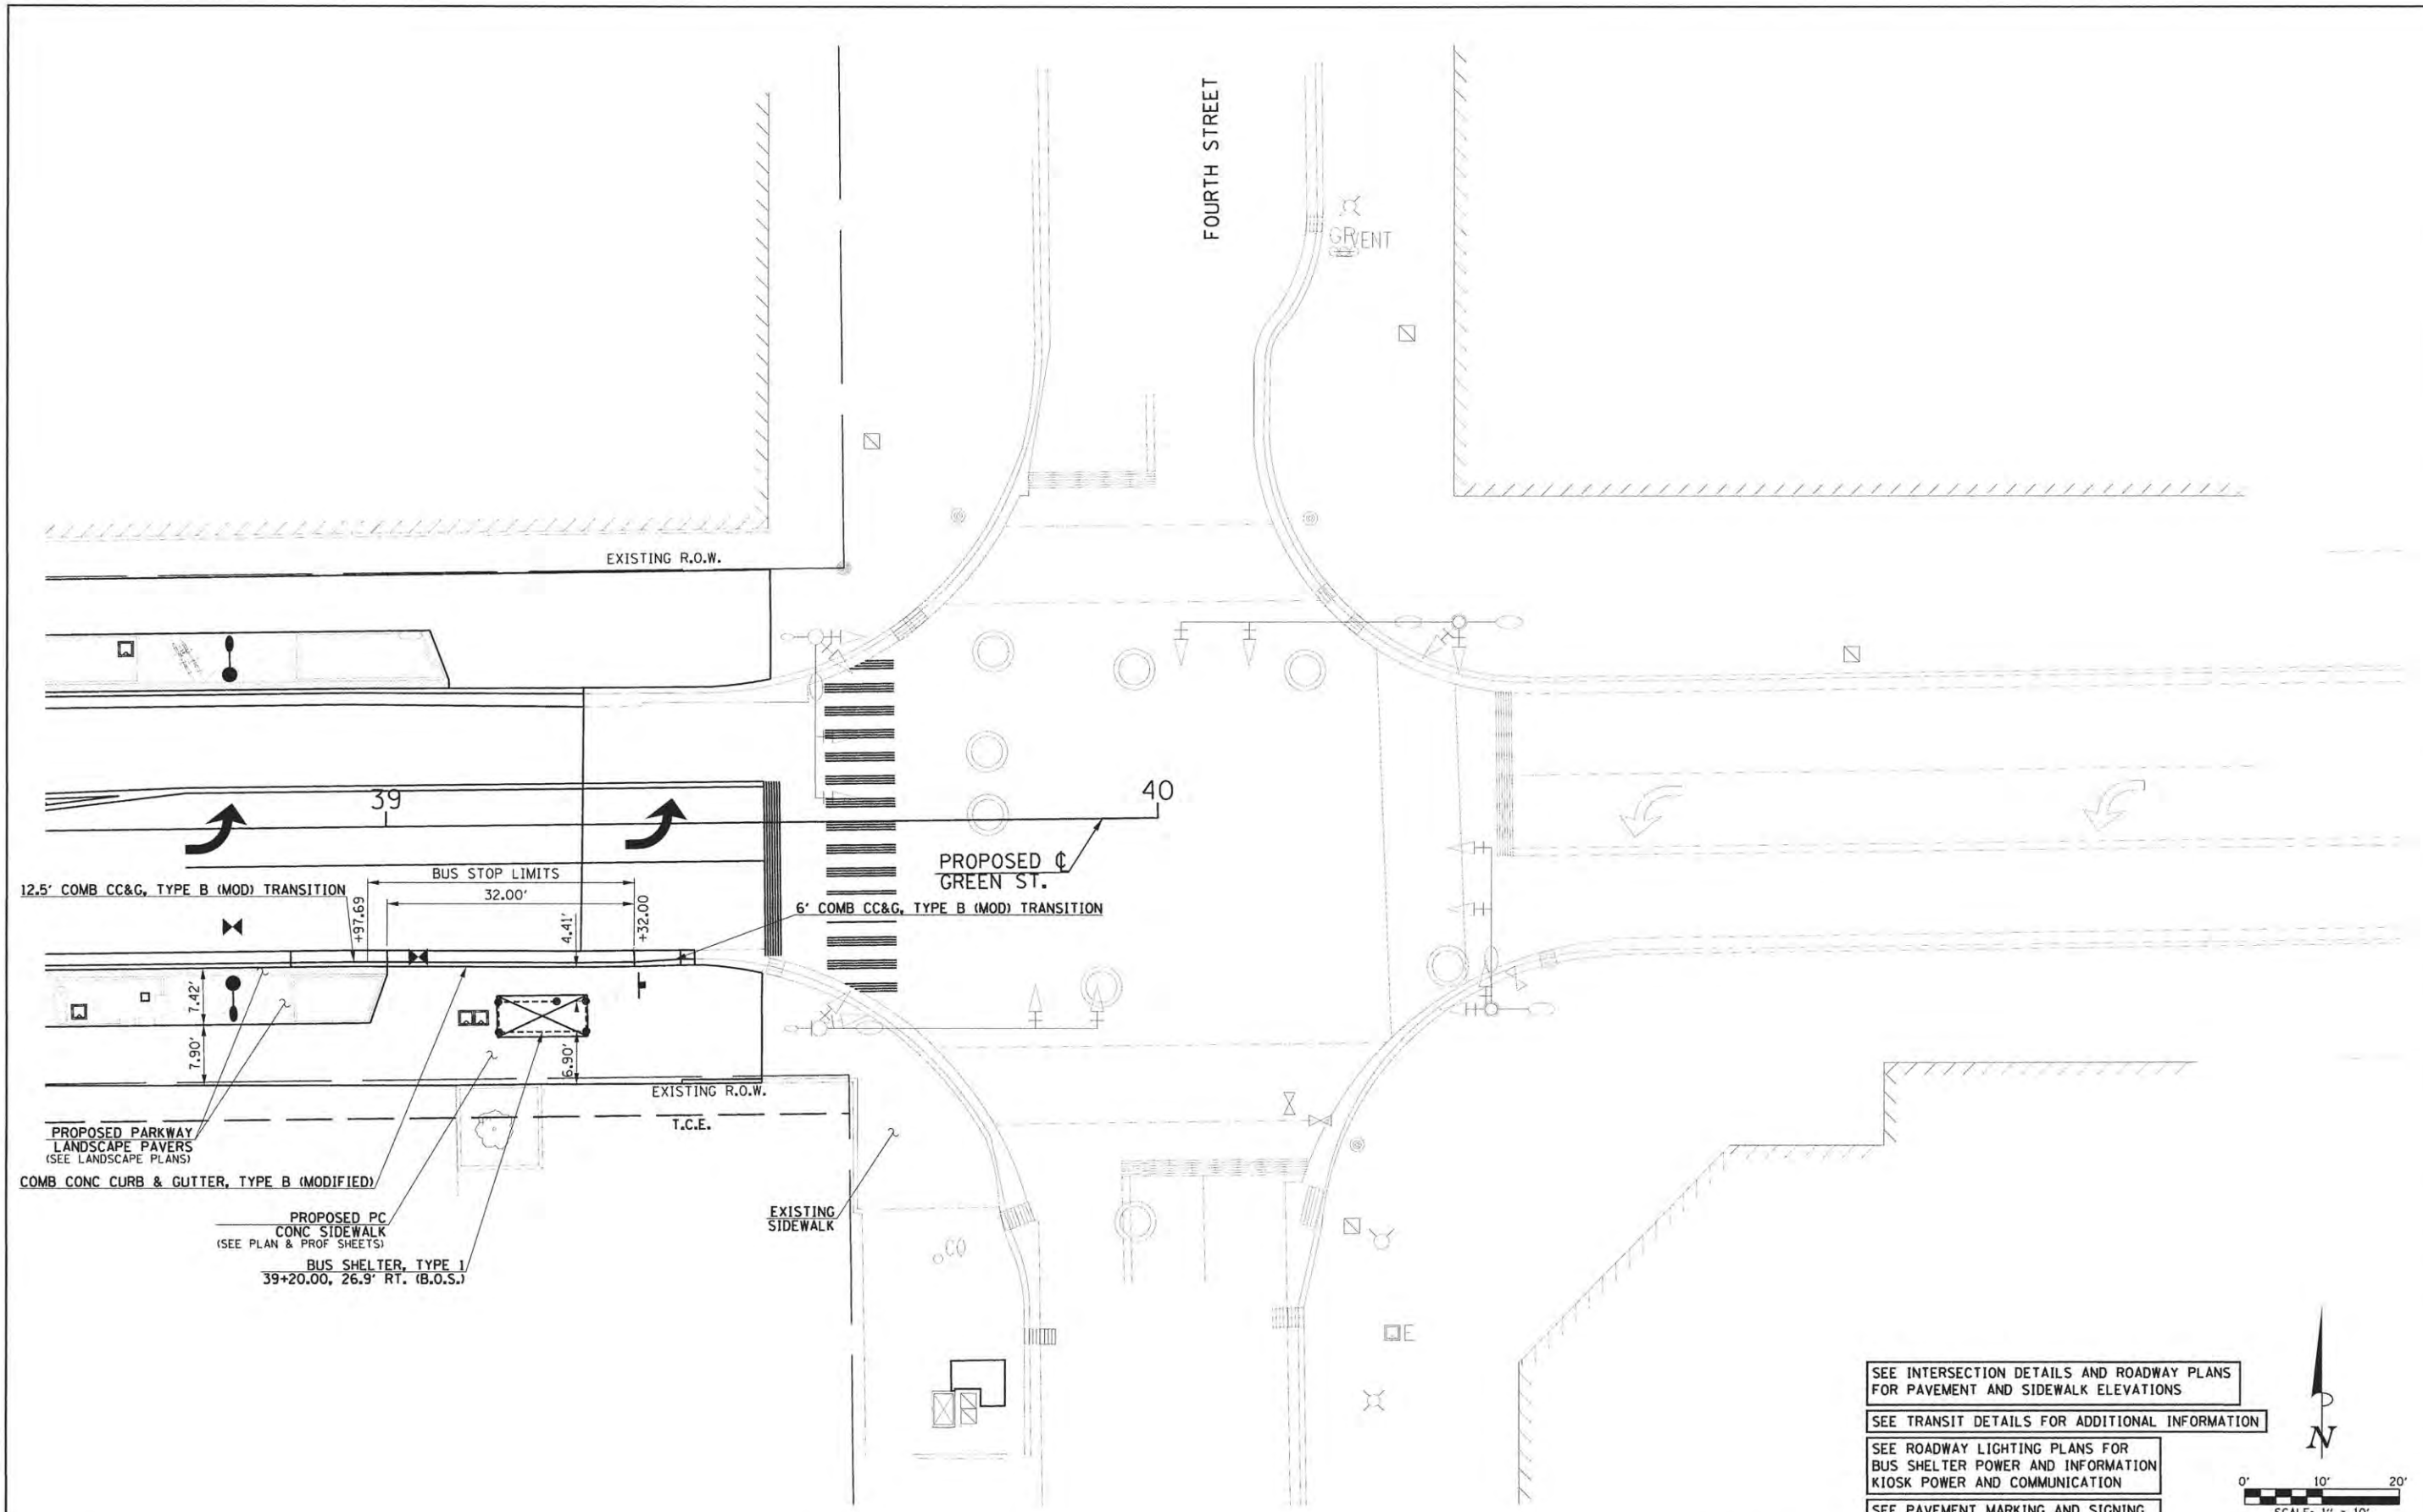 FOURTH STREET
VENT
EXISTING R.O.W.
39
40
PROPOSED ℄
GREEN ST.
BUS STOP LIMITS
32.00'
12.5' COMB CC&G, TYPE B (MOD) TRANSITION
+97.69
4.41'
+32.00
6' COMB CC&G, TYPE B (MOD) TRANSITION
7.42'
7.90'
6.90'
EXISTING R.O.W.
T.C.E.
PROPOSED PARKWAY
LANDSCAPE PAVERS
(SEE LANDSCAPE PLANS)
COMB CONC CURB & GUTTER, TYPE B (MODIFIED)
PROPOSED PC
CONC SIDEWALK
(SEE PLAN & PROF SHEETS)
BUS SHELTER, TYPE 1
39+20.00, 26.9' RT. (B.O.S.)
EXISTING
SIDEWALK
CO
E
SEE INTERSECTION DETAILS AND ROADWAY PLANS
FOR PAVEMENT AND SIDEWALK ELEVATIONS
SEE TRANSIT DETAILS FOR ADDITIONAL INFORMATION
SEE ROADWAY LIGHTING PLANS FOR
BUS SHELTER POWER AND INFORMATION
KIOSK POWER AND COMMUNICATION
SEE PAVEMENT MARKING AND SIGNING
N
0' 10' 20'
SCALE: 1" = 10'